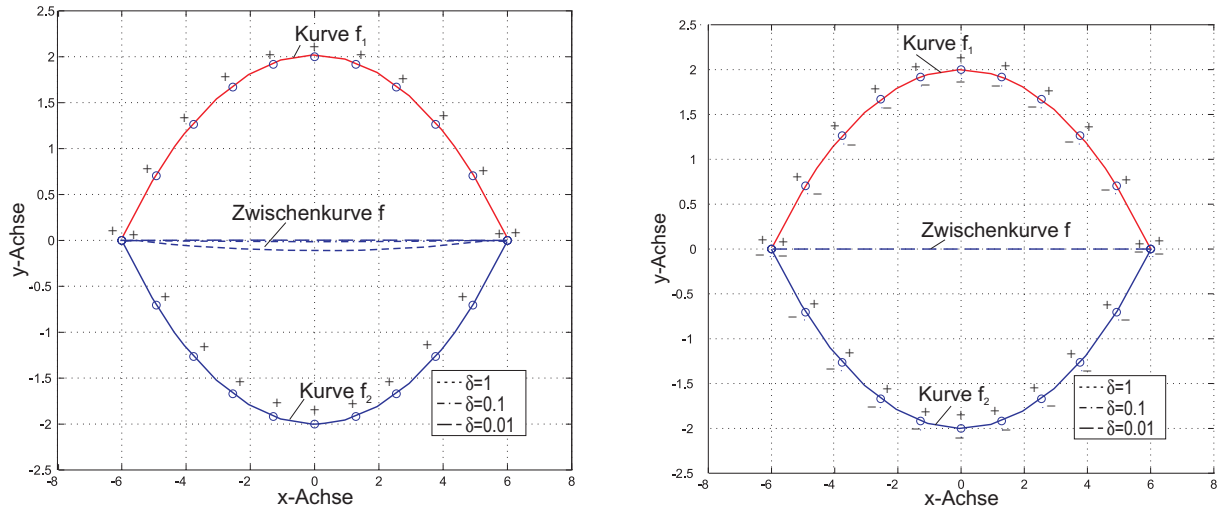 2.5
2
1.5
1
0.5
0
-0.5
-1
-1.5
-2
-2.5
-8
-6
-4
-2
0
2
4
6
8
y-Achse
x-Achse
Kurve f1
Zwischenkurve f
Kurve f2
δ=1
δ=0.1
δ=0.01
2.5
2
1.5
1
0.5
0
-0.5
-1
-1.5
-2
-2.5
-8
-6
-4
-2
0
2
4
6
8
y-Achse
x-Achse
Kurve f1
Zwischenkurve f
Kurve f2
δ=1
δ=0.1
δ=0.01